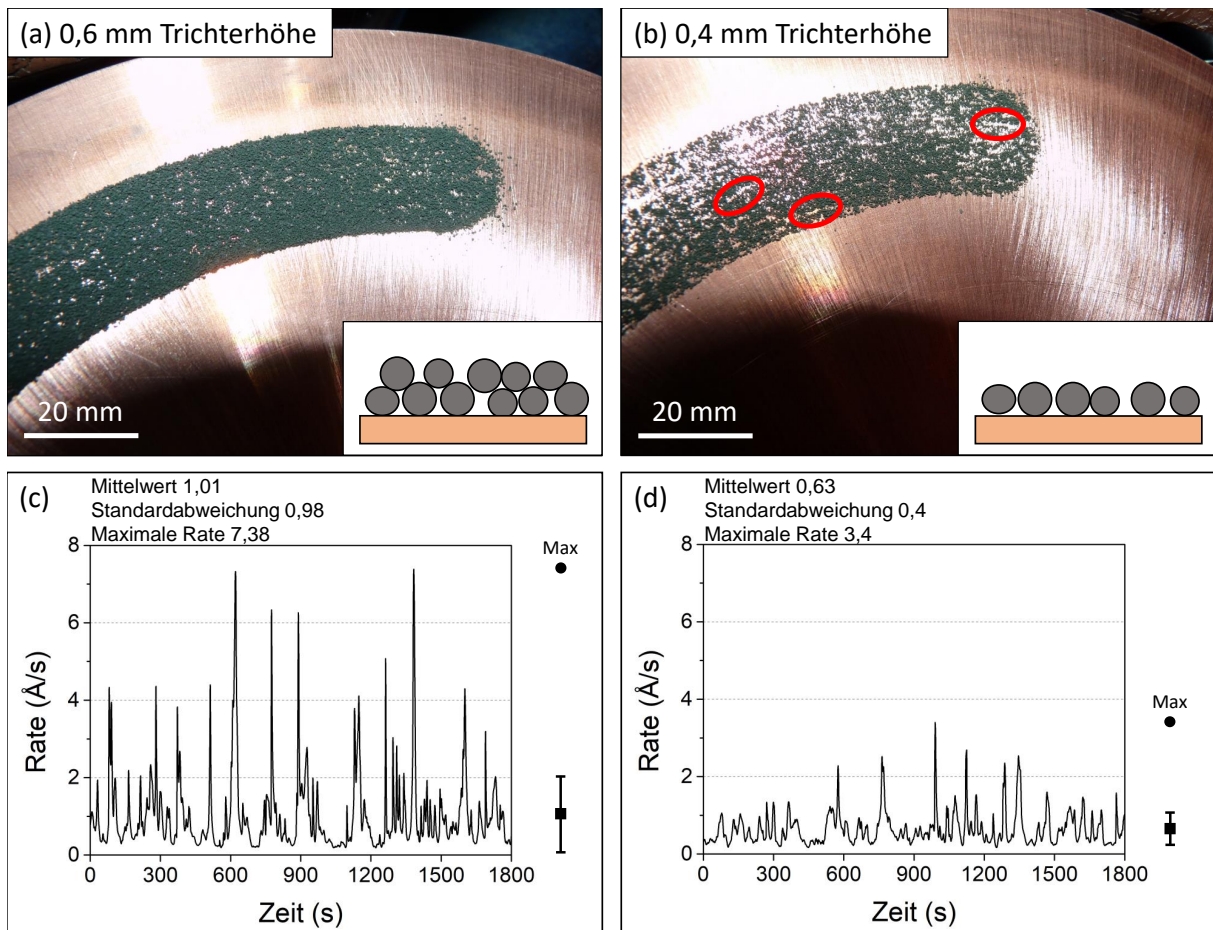 (a) 0,6 mm Trichterhöhe
20 mm
(b) 0,4 mm Trichterhöhe
20 mm
(c)
Mittelwert 1,01
Standardabweichung 0,98
Maximale Rate 7,38
Max
8
6
4
2
0
Rate (Å/s)
0 300 600 900 1200 1500 1800
Zeit (s)
(d)
Mittelwert 0,63
Standardabweichung 0,4
Maximale Rate 3,4
Max
8
6
4
2
0
Rate (Å/s)
0 300 600 900 1200 1500 1800
Zeit (s)